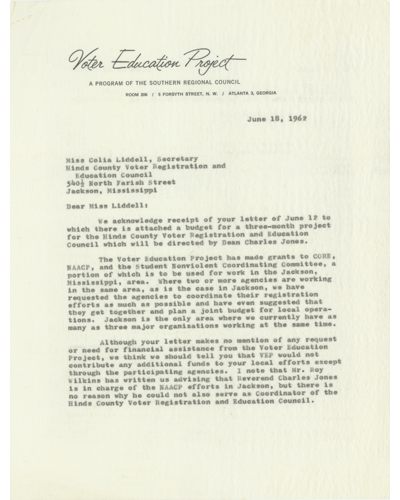 Voter Education Project
A PROGRAM OF THE SOUTHERN REGIONAL COUNCIL
ROOM 206 / 5 FORSYTH STREET, N. W. / ATLANTA 3, GEORGIA
June 18, 1962
Miss Colia Liddell, Secretary
Hinds County Voter Registration and
Education Council
540½ North Farish Street
Jackson, Mississippi
Dear Miss Liddell:
We acknowledge receipt of your letter of June 12 to
which there is attached a budget for a three-month project
for the Hinds County Voter Registration and Education
Council which will be directed by Dean Charles Jones.
The Voter Education Project has made grants to CORE,
NAACP, and the Student Nonviolent Coordinating Committee, a
portion of which is to be used for work in the Jackson,
Mississippi, area. Where two or more agencies are working
in the same area, as is the case in Jackson, we have
requested the agencies to coordinate their registration
efforts as much as possible and have even suggested that
they get together and plan a joint budget for local opera-
tions. Jackson is the only area where we currently have as
many as three major organizations working at the same time.
Although your letter makes no mention of any request
or need for financial assistance from the Voter Education
Project, we think we should tell you that VEP would not
contribute any additional funds to your local efforts except
through the participating agencies. I note that Mr. Roy
Wilkins has written us advising that Reverend Charles Jones
is in charge of the NAACP efforts in Jackson, but there is
no reason why he could not also serve as Coordinator of the
Hinds County Voter Registration and Education Council.